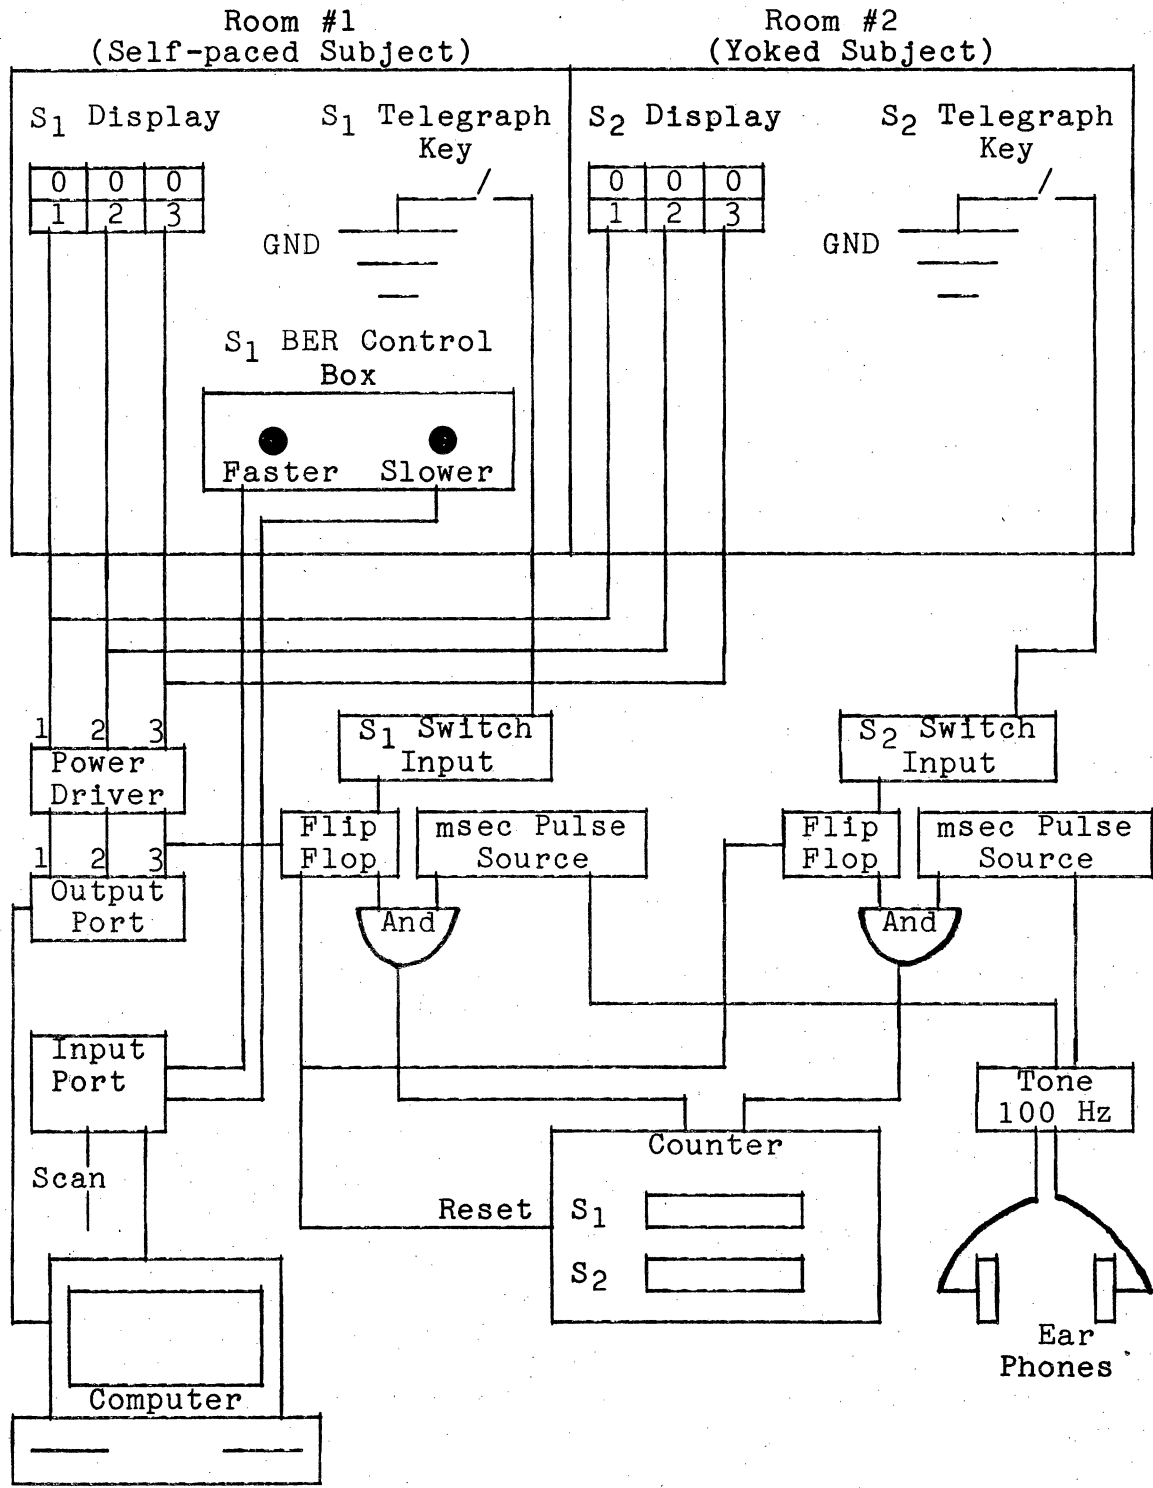 Room #1
(Self-paced Subject)
Room #2
(Yoked Subject)
S1 Display
S1 Telegraph
Key
0 0 0
1 2 3
GND
S1 BER Control
Box
Faster Slower
S2 Display
S2 Telegraph
Key
0 0 0
1 2 3
GND
1 2 3
Power
Driver
1 2 3
Output
Port
S1 Switch
Input
Flip
Flop
msec Pulse
Source
And
S2 Switch
Input
Flip
Flop
msec Pulse
Source
And
Input
Port
Scan
Computer
Reset
Counter
S1
S2
Tone
100 Hz
Ear
Phones